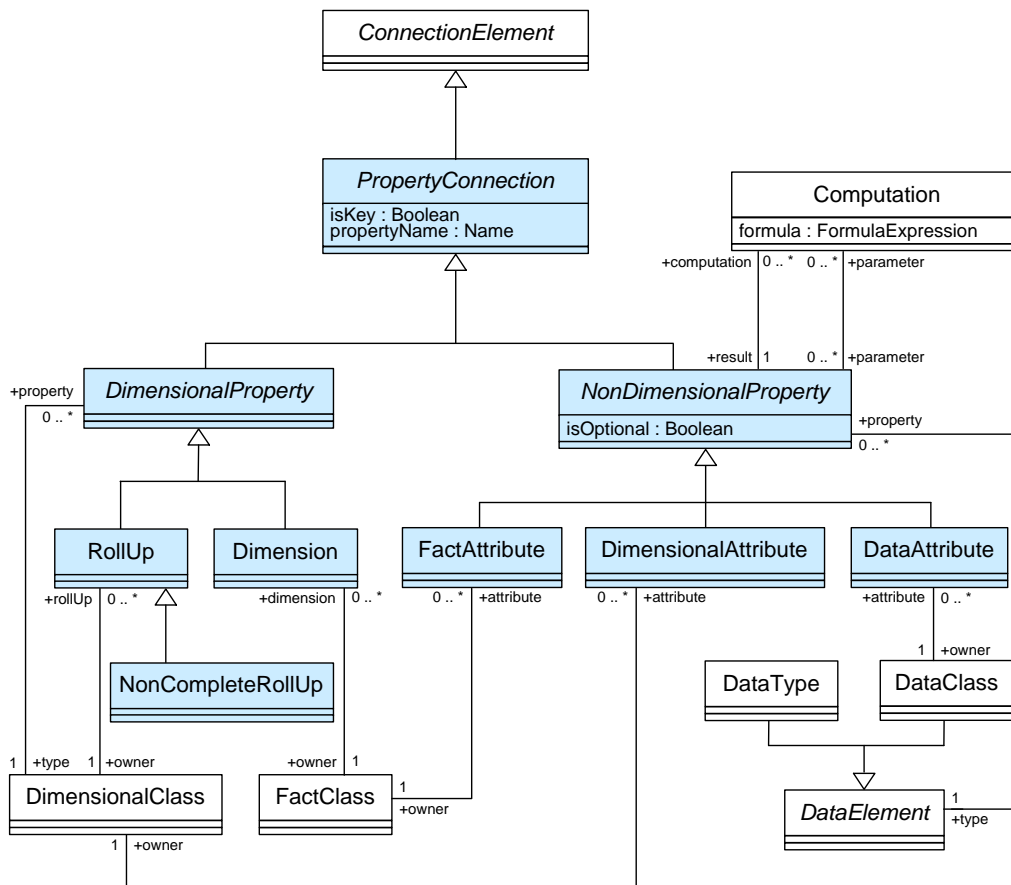 ConnectionElement
PropertyConnection
isKey : Boolean
propertyName : Name
Computation
formula : FormulaExpression
+computation
0 .. *
0 .. *
+parameter
+result
1
0 .. *
+parameter
+property
0 .. *
DimensionalProperty
NonDimensionalProperty
isOptional : Boolean
+property
0 .. *
RollUp
Dimension
FactAttribute
DimensionalAttribute
DataAttribute
+rollUp
0 .. *
+dimension
0 .. *
0 .. *
+attribute
0 .. *
+attribute
+attribute
0 .. *
NonCompleteRollUp
1
+owner
DataType
DataClass
1
+type
1
+owner
+owner
1
1
+owner
DimensionalClass
FactClass
DataElement
1
+type
1
+owner